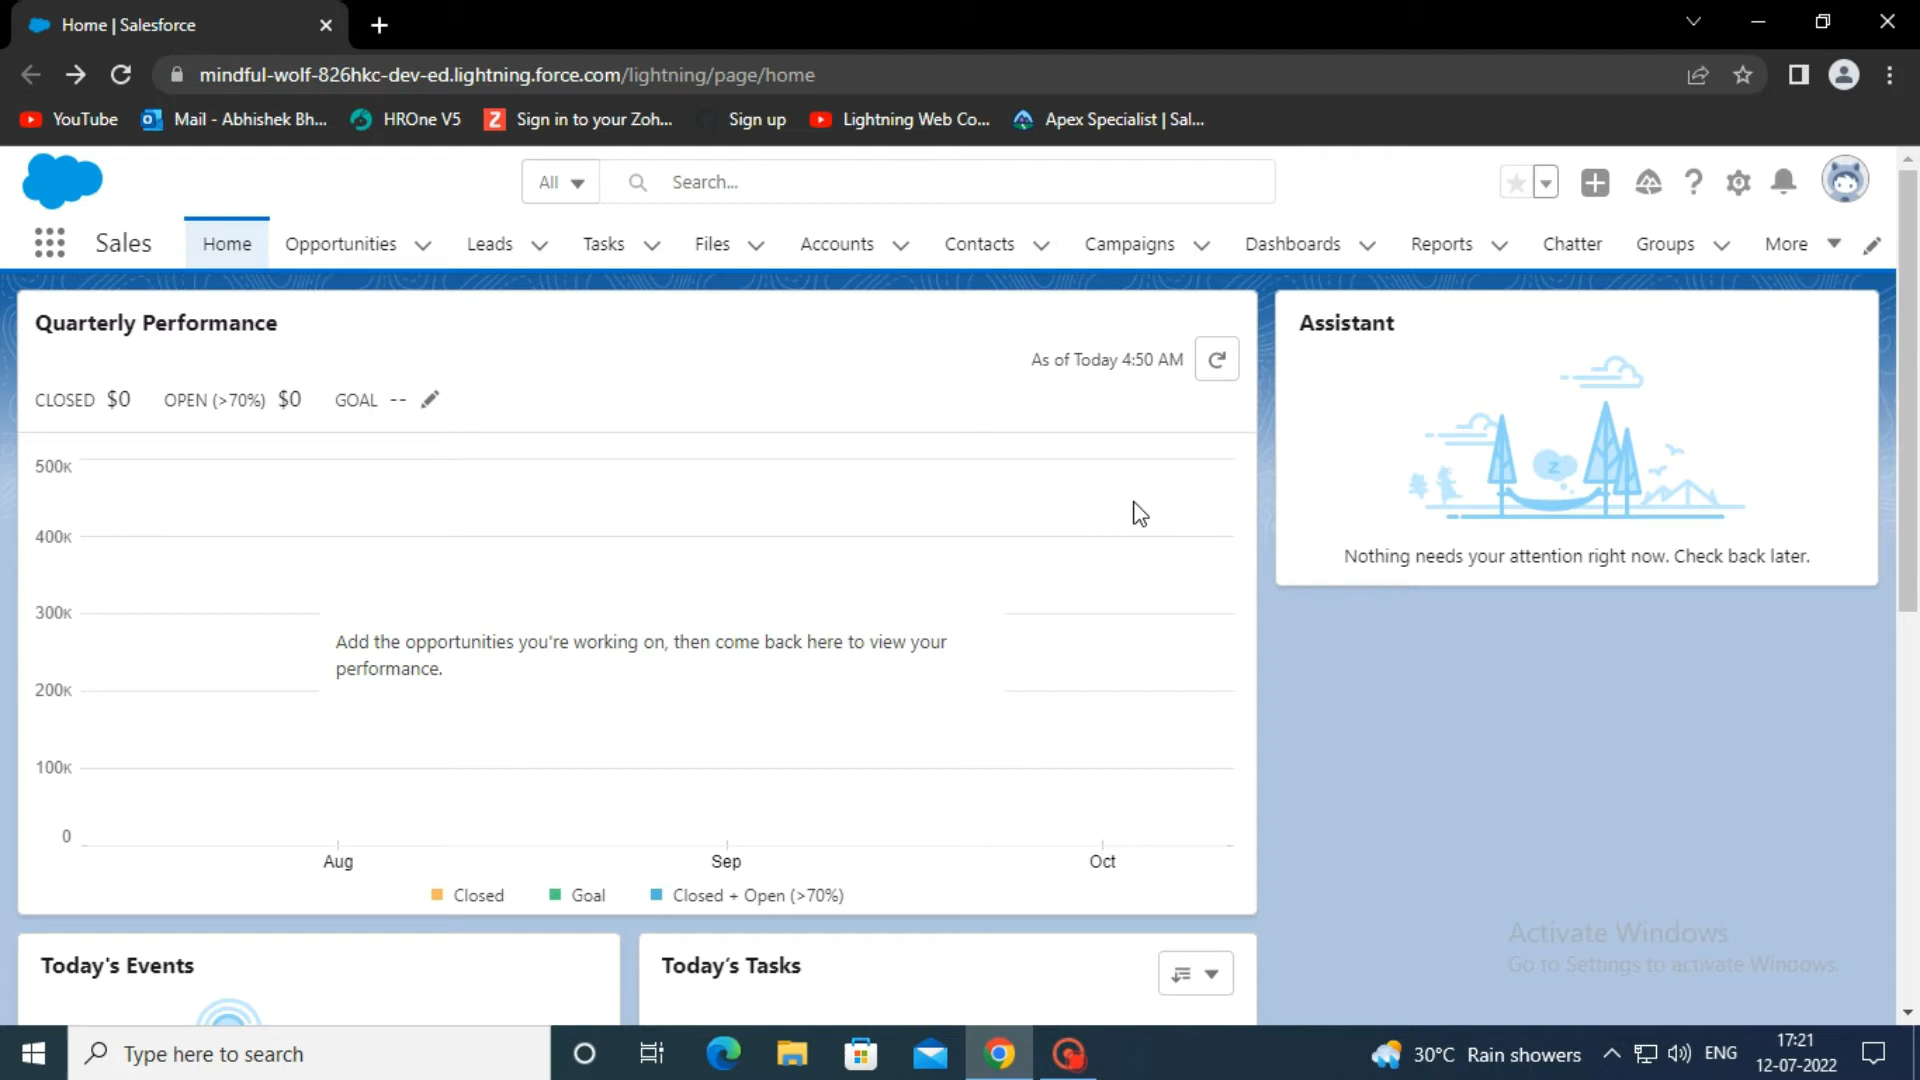 Home | Salesforce
mindful-wolf-826hkc-dev-ed.lightning.force.com/lightning/page/home
YouTube Mail - Abhishek Bh... HROne V5 Sign in to your Zoh... Sign up Lightning Web Co... Apex Specialist | Sal...
All Search...
Sales Home Opportunities Leads Tasks Files Accounts Contacts Campaigns Dashboards Reports Chatter Groups More
Quarterly Performance
As of Today 4:50 AM
CLOSED $0 OPEN (>70%) $0 GOAL --
500K
400K
300K
200K
100K
0
Add the opportunities you're working on, then come back here to view your
performance.
Aug Sep Oct
Closed Goal Closed + Open (>70%)
Assistant
Z
Nothing needs your attention right now. Check back later.
Today's Events
Today's Tasks
Activate Windows
Go to Settings to activate Windows.
Type here to search
30°C Rain showers ENG
17:21
12-07-2022